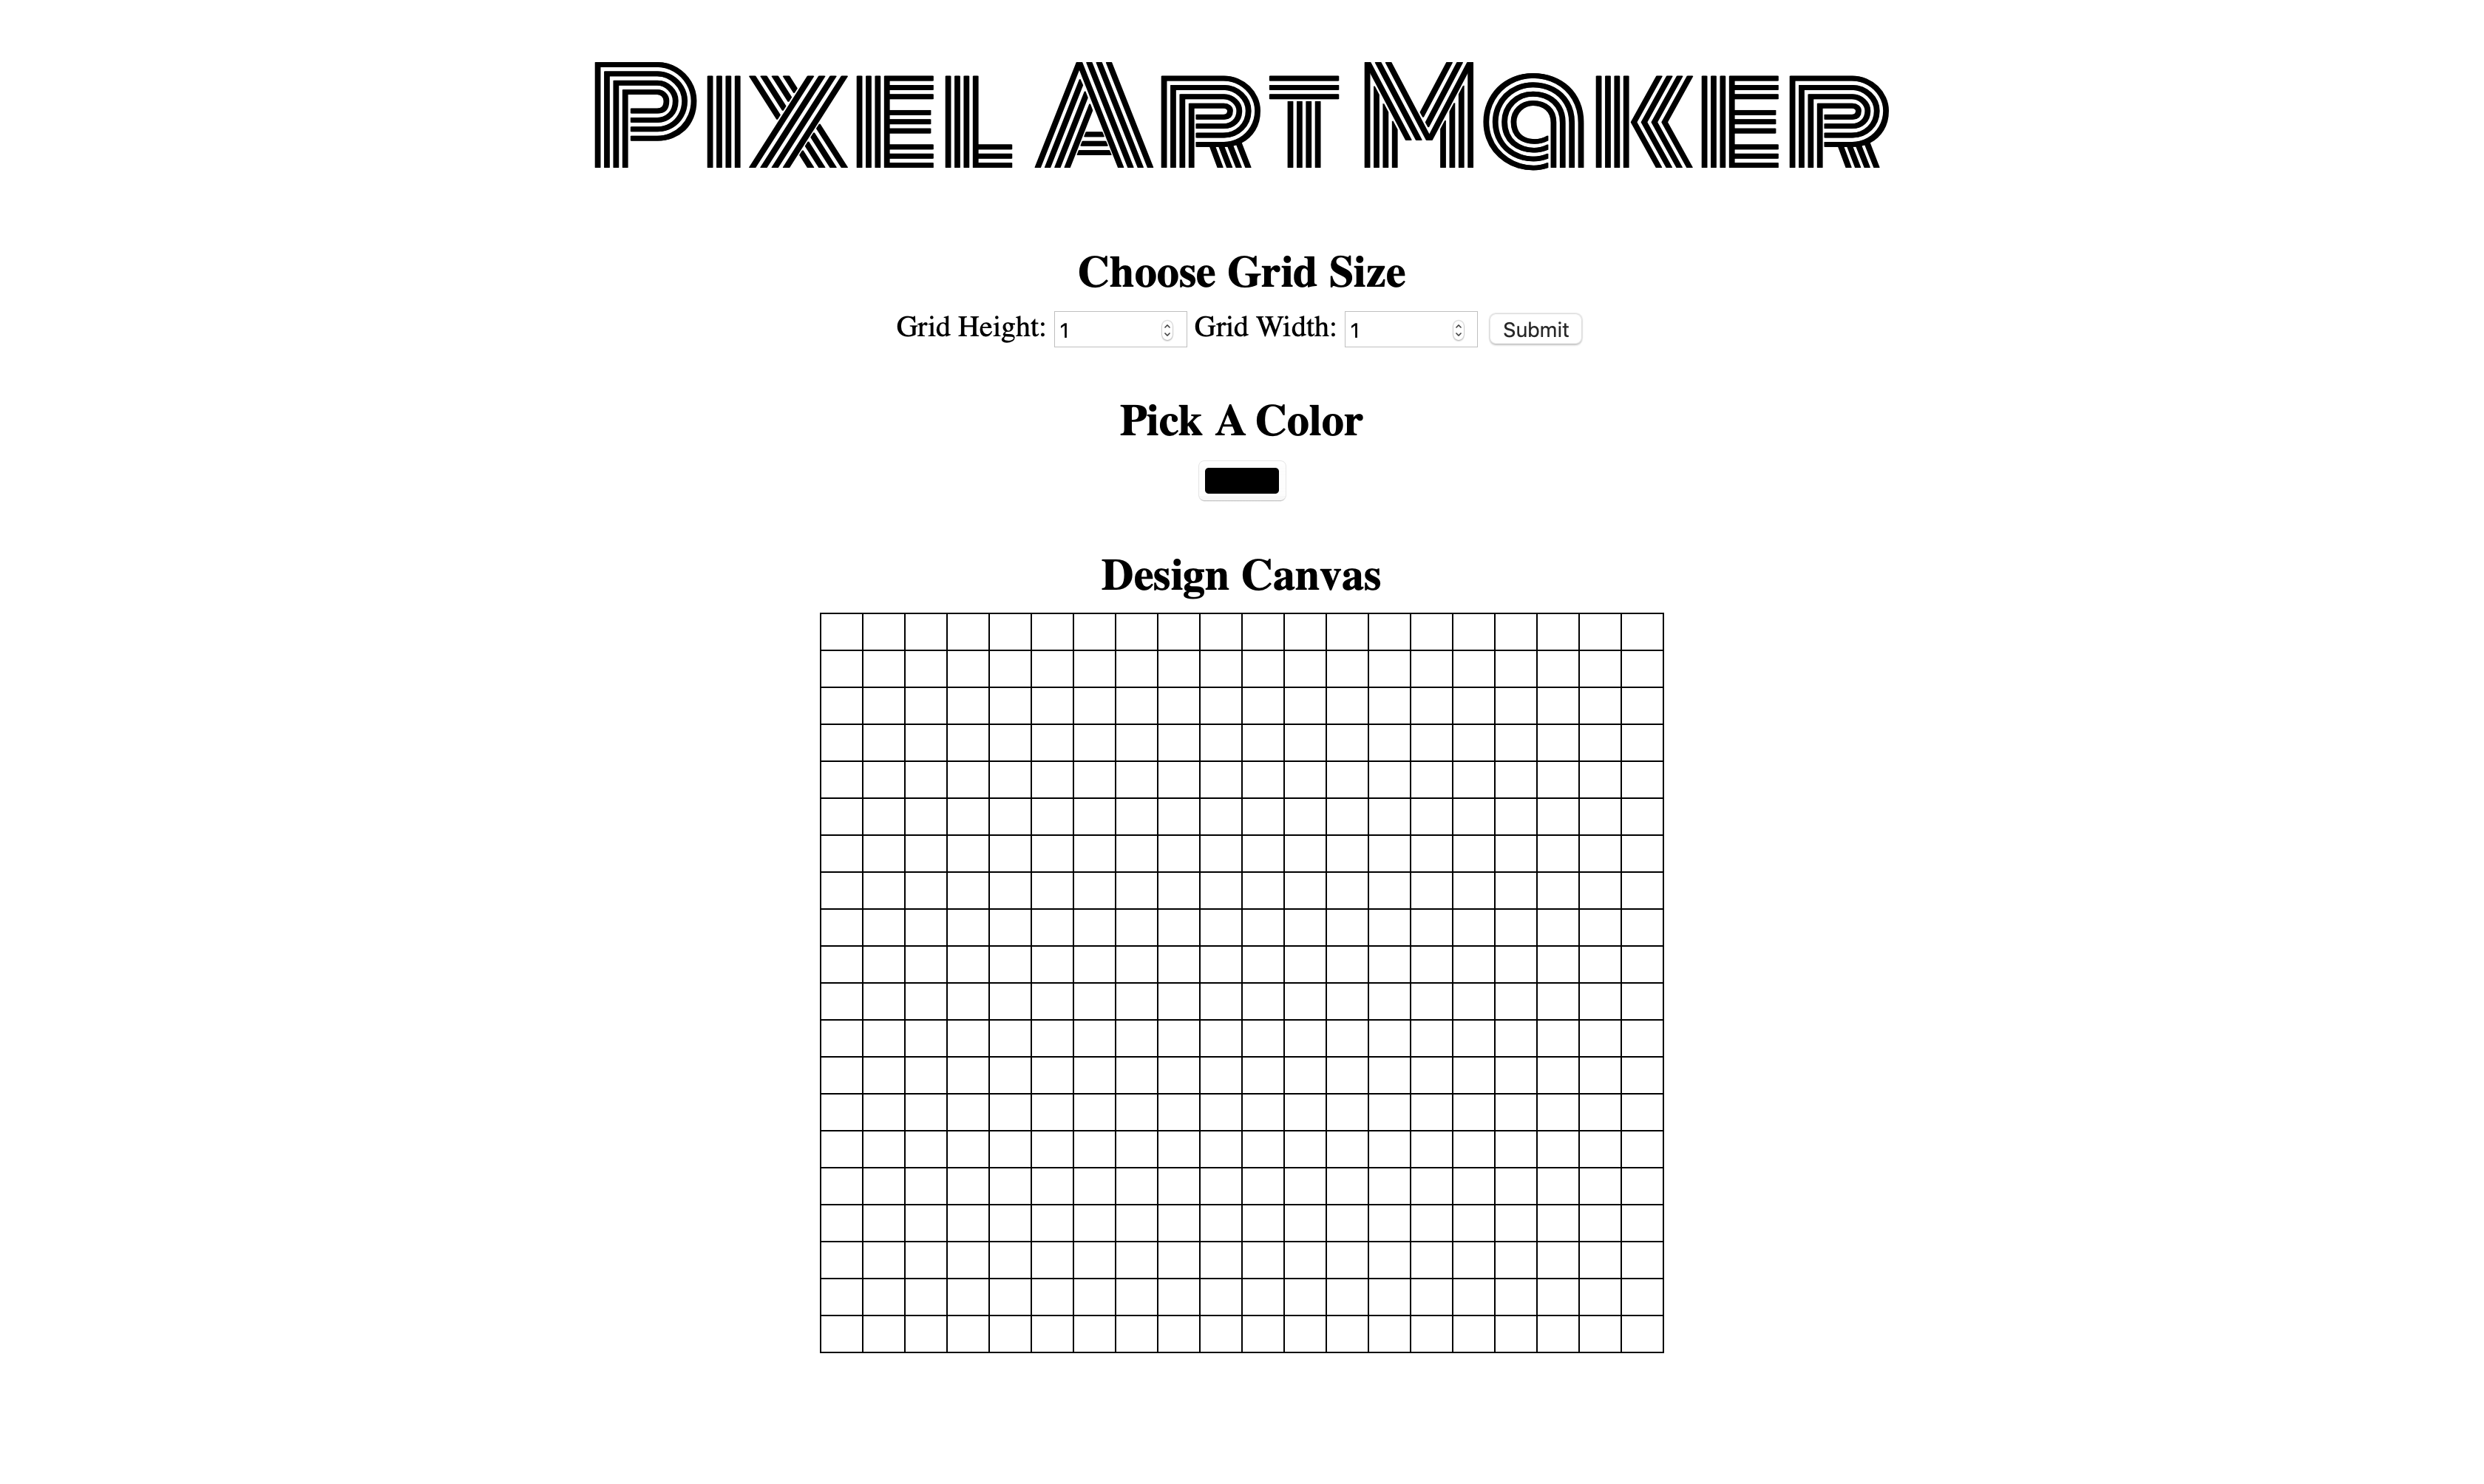 Pixel Art Maker
Choose Grid Size
Grid Height: 1 Grid Width: 1 Submit
Pick A Color
Design Canvas